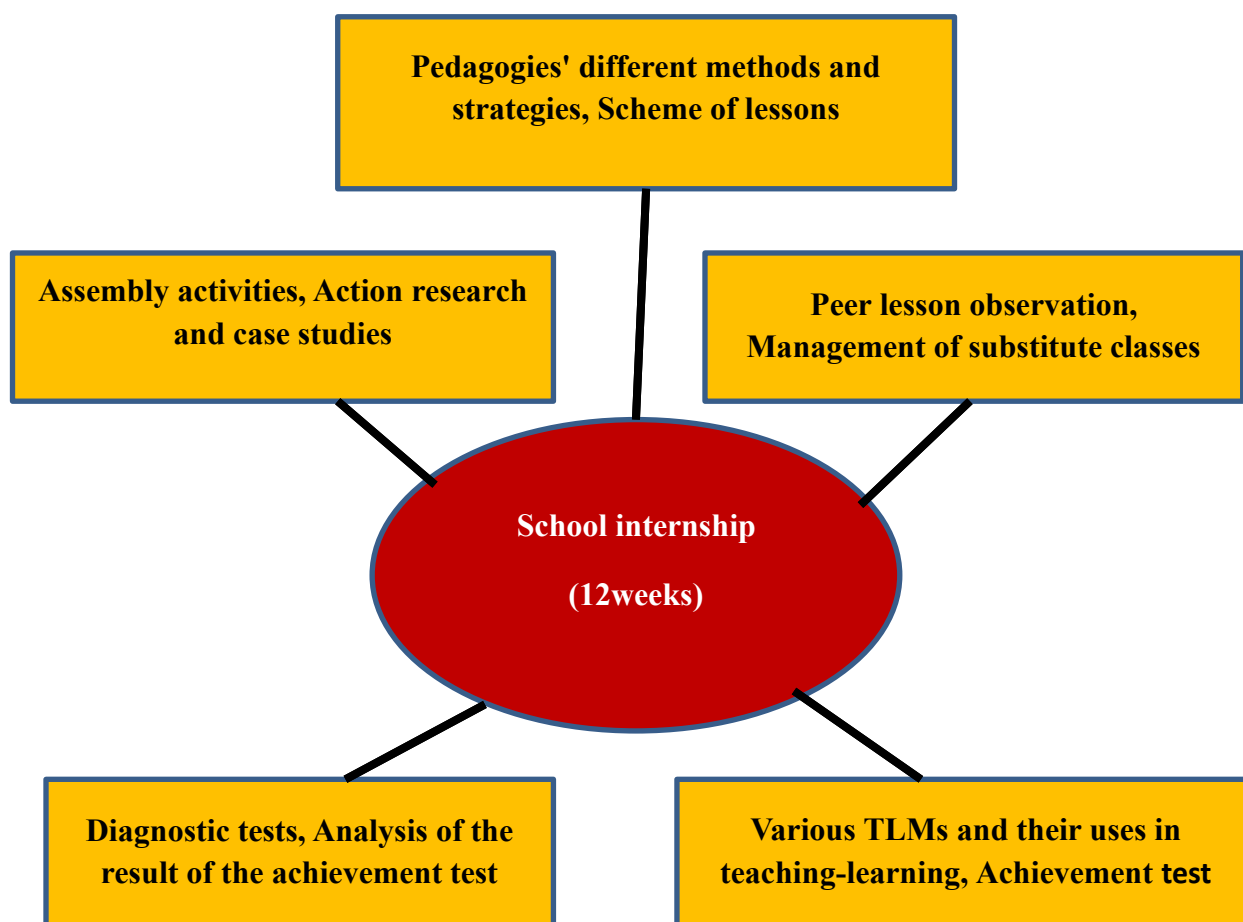 Pedagogies' different methods and
strategies, Scheme of lessons
Assembly activities, Action research
and case studies
Peer lesson observation,
Management of substitute classes
School internship
(12weeks)
Diagnostic tests, Analysis of the
result of the achievement test
Various TLMs and their uses in
teaching-learning, Achievement test